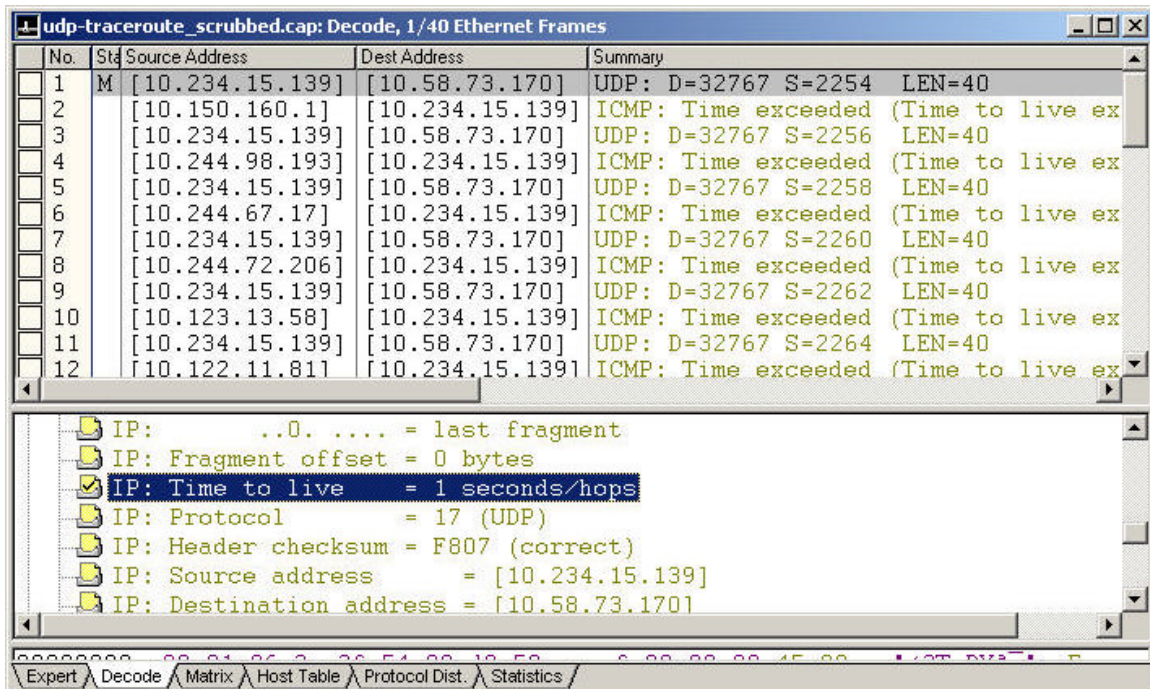 udp-traceroute_scrubbed.cap: Decode, 1/40 Ethernet Frames
No. Sta Source Address Dest Address Summary
1 M [10.234.15.139] [10.58.73.170] UDP: D=32767 S=2254 LEN=40
2 [10.150.160.1] [10.234.15.139] ICMP: Time exceeded (Time to live ex
3 [10.234.15.139] [10.58.73.170] UDP: D=32767 S=2256 LEN=40
4 [10.244.98.193] [10.234.15.139] ICMP: Time exceeded (Time to live ex
5 [10.234.15.139] [10.58.73.170] UDP: D=32767 S=2258 LEN=40
6 [10.244.67.17] [10.234.15.139] ICMP: Time exceeded (Time to live ex
7 [10.234.15.139] [10.58.73.170] UDP: D=32767 S=2260 LEN=40
8 [10.244.72.206] [10.234.15.139] ICMP: Time exceeded (Time to live ex
9 [10.234.15.139] [10.58.73.170] UDP: D=32767 S=2262 LEN=40
10 [10.123.13.58] [10.234.15.139] ICMP: Time exceeded (Time to live ex
11 [10.234.15.139] [10.58.73.170] UDP: D=32767 S=2264 LEN=40
12 [10.122.11.81] [10.234.15.139] ICMP: Time exceeded (Time to live ex
IP: ..0. .... = last fragment
IP: Fragment offset = 0 bytes
IP: Time to live = 1 seconds/hops
IP: Protocol = 17 (UDP)
IP: Header checksum = F807 (correct)
IP: Source address = [10.234.15.139]
IP: Destination address = [10.58.73.170]
Expert Decode Matrix Host Table Protocol Dist. Statistics